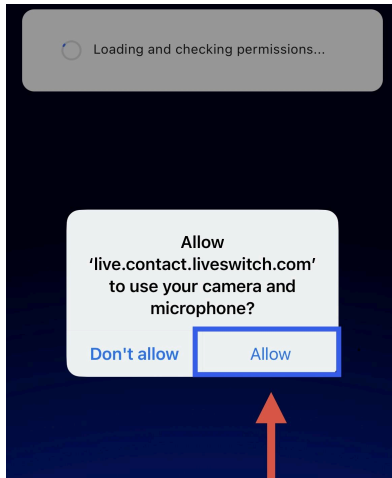 Loading and checking permissions...
Allow
‘live.contact.liveswitch.com’
to use your camera and
microphone?
Don't allow
Allow